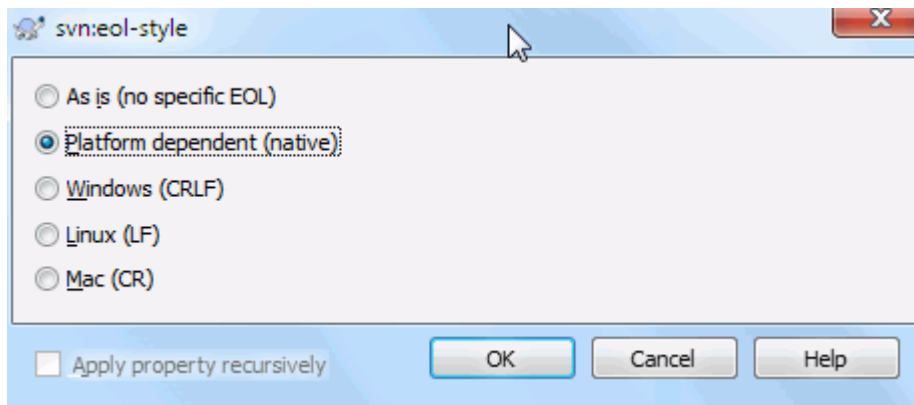 svn:eol-style
As is (no specific EOL)
Platform dependent (native)
Windows (CRLF)
Linux (LF)
Mac (CR)
Apply property recursively
OK
Cancel
Help